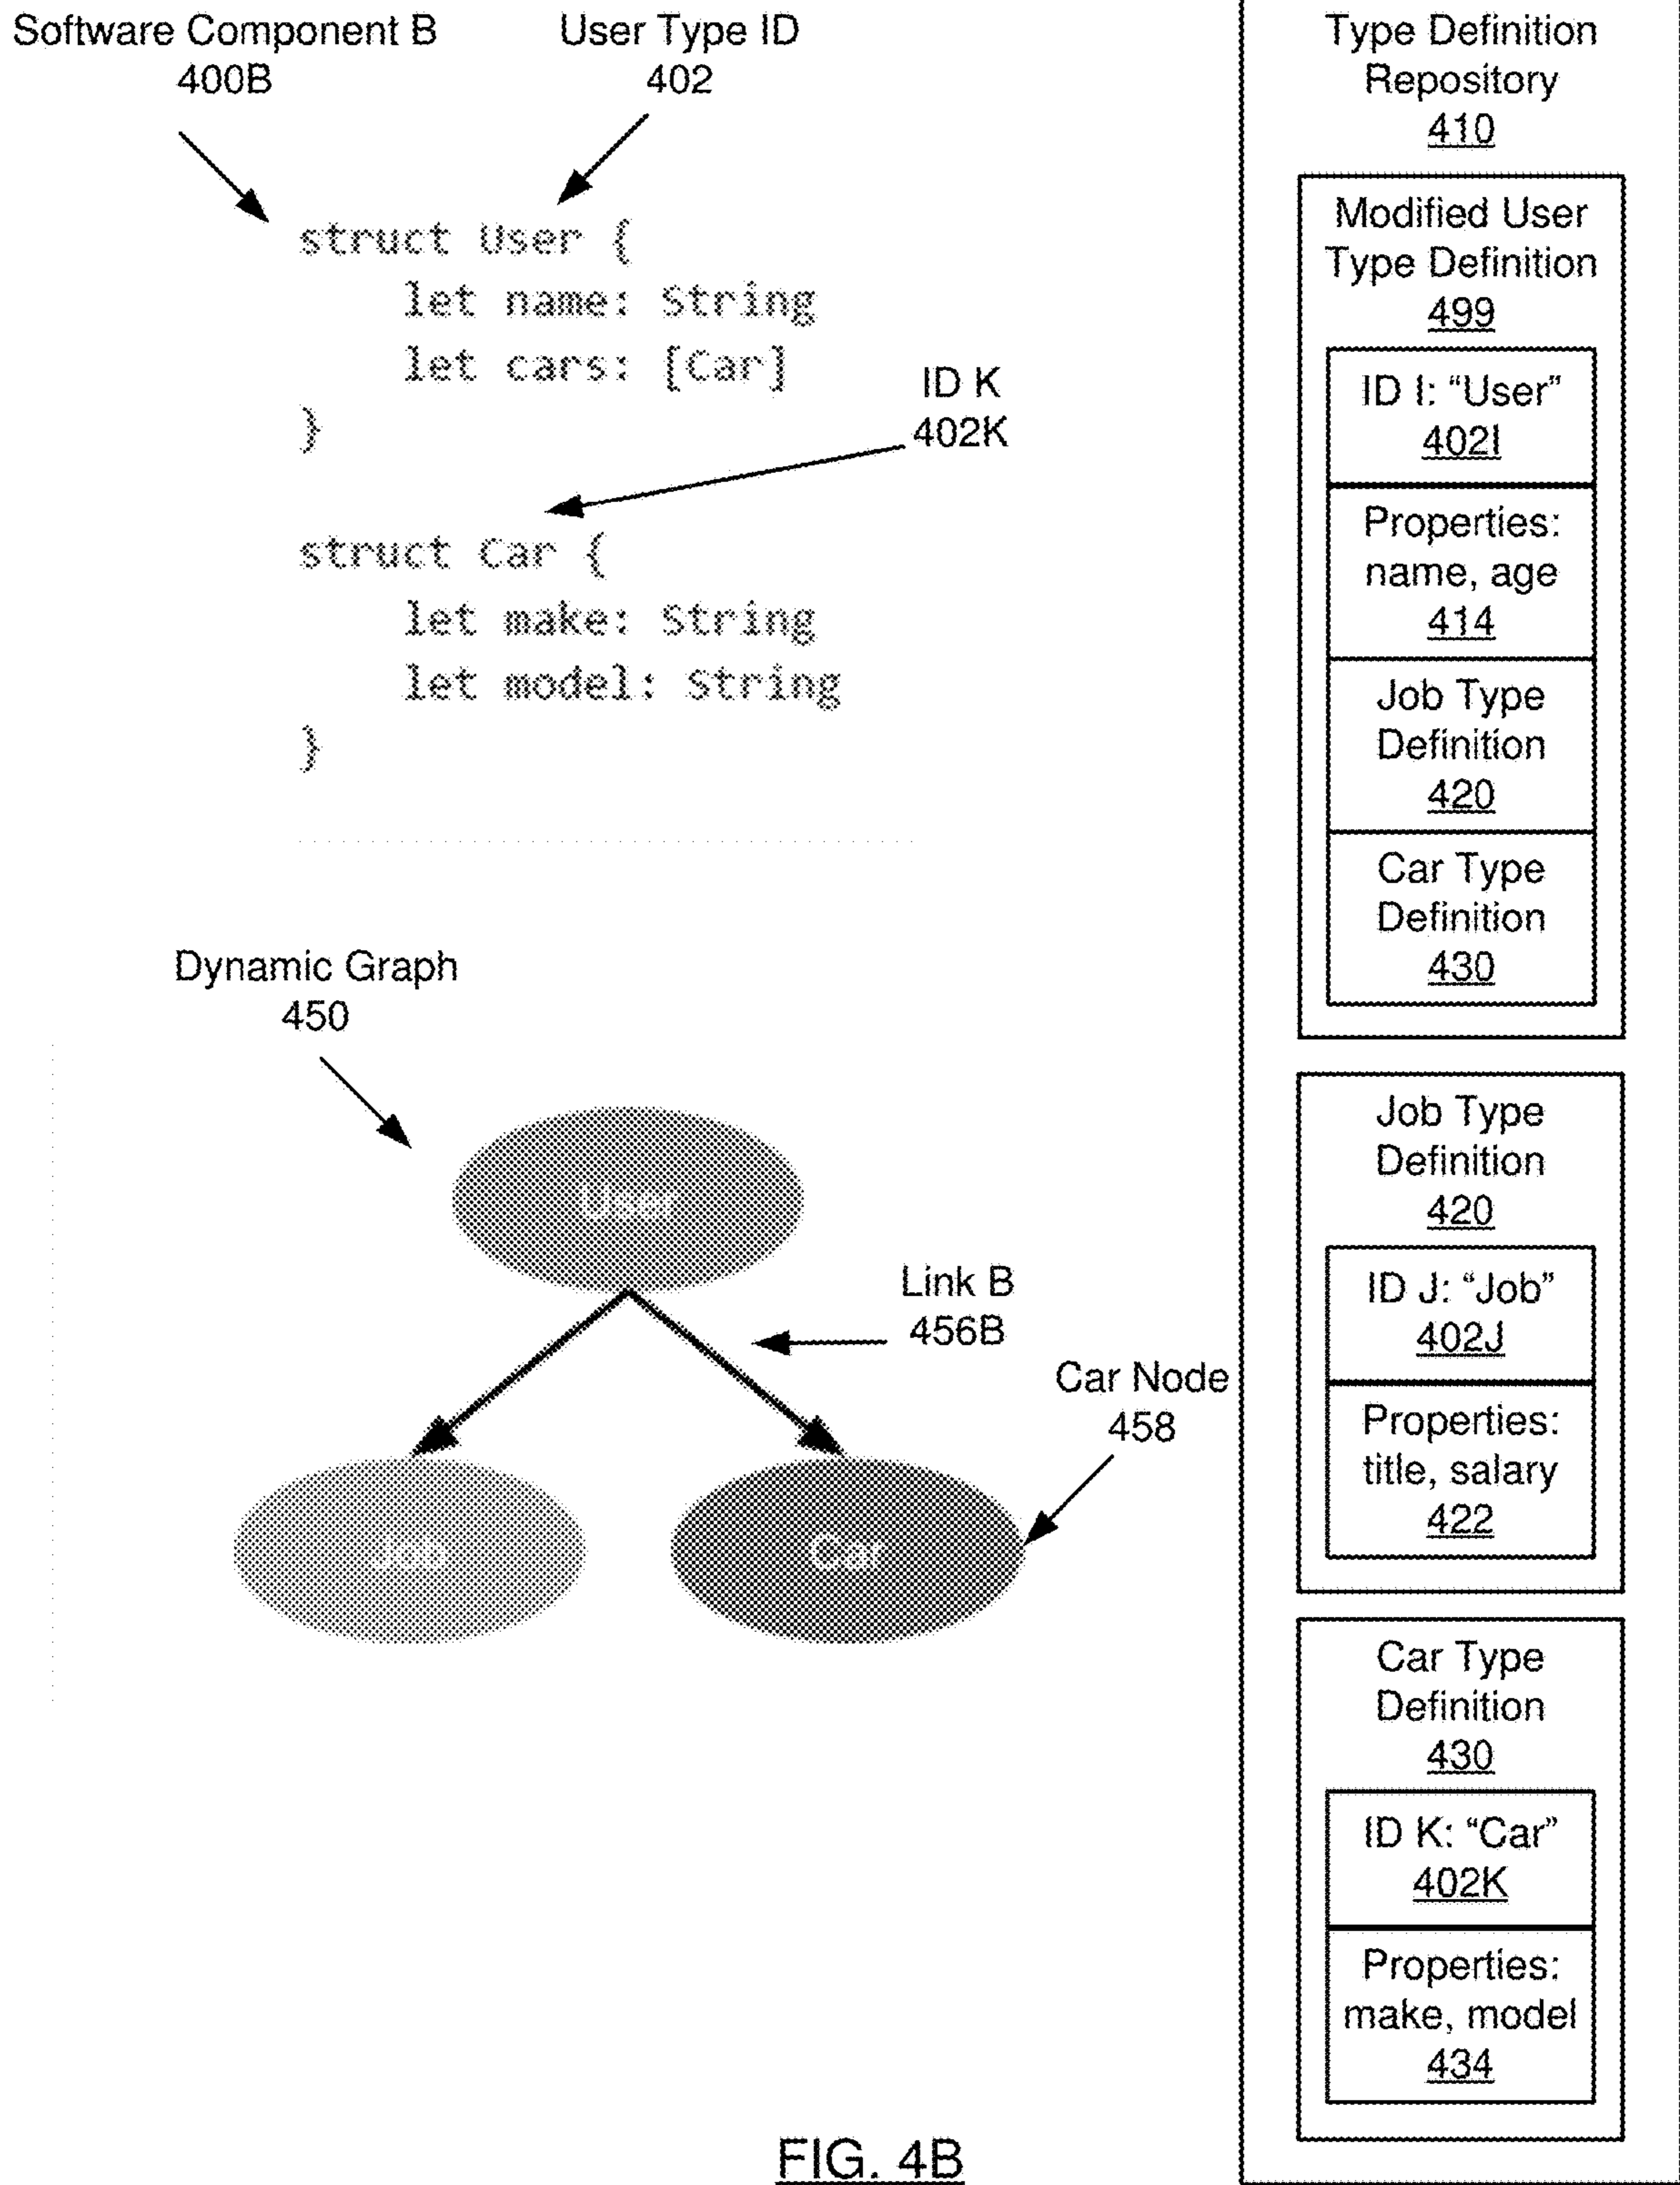 Software Component B
400B
User Type ID
402
struct User {
let name: String
let cars: [Car]
}
ID K
402K
struct Car {
let make: String
let model: String
}
Dynamic Graph
450
User
Link B
456B
Car Node
458
Job
Car
Type Definition
Repository
410
Modified User
Type Definition
499
ID I: “User”
402I
Properties:
name, age
414
Job Type
Definition
420
Car Type
Definition
430
Job Type
Definition
420
ID J: “Job”
402J
Properties:
title, salary
422
Car Type
Definition
430
ID K: “Car”
402K
Properties:
make, model
434
FIG. 4B